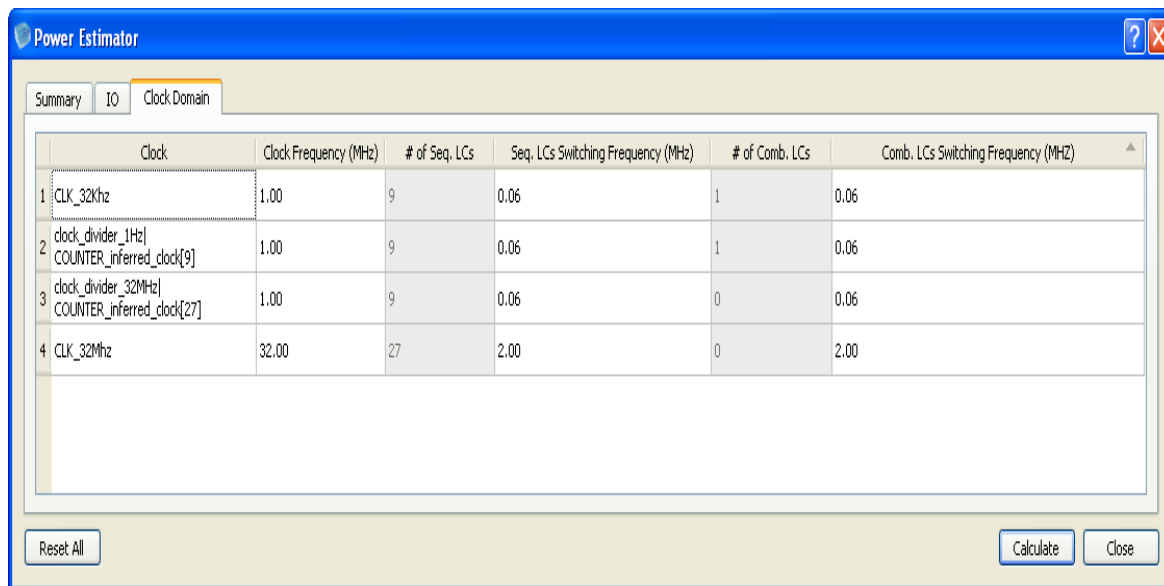 Power Estimator
?
X
Summary IO Clock Domain
Clock Clock Frequency (MHz) # of Seq. LCs Seq. LCs Switching Frequency (MHz) # of Comb. LCs Comb. LCs Switching Frequency (MHZ)
1 CLK_32Khz 1.00 9 0.06 1 0.06
2 clock_divider_1Hz|
COUNTER_inferred_clock[9] 1.00 9 0.06 1 0.06
3 clock_divider_32MHz|
COUNTER_inferred_clock[27] 1.00 9 0.06 0 0.06
4 CLK_32Mhz 32.00 27 2.00 0 2.00
Reset All Calculate Close